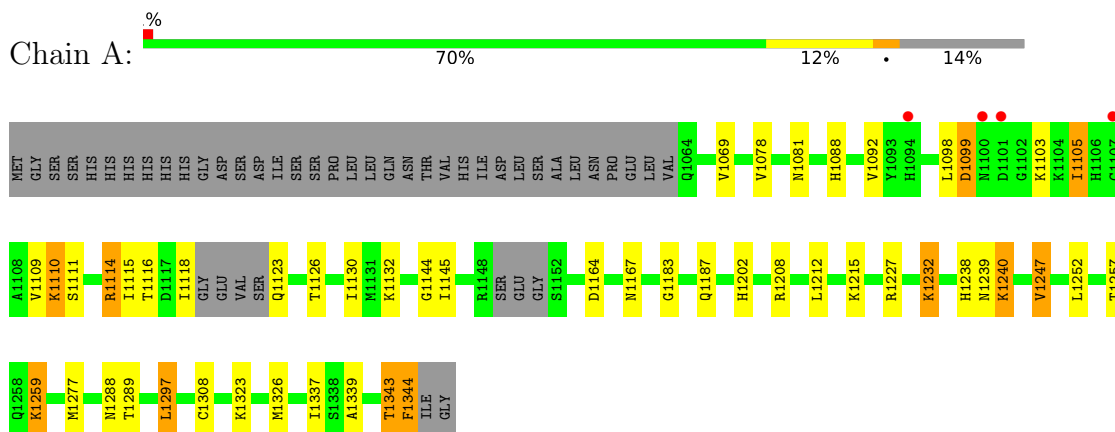 .%
Chain A:
70% 12% • 14%
MET GLY SER SER HIS HIS HIS HIS HIS HIS GLY ASP SER ASP ILE SER SER PRO LEU LEU GLN ASN THR VAL HIS ILE ASP LEU SER ALA LEU ASN PRO GLU LEU VAL Q1064 V1069 V1078 N1081 H1088 V1092 Y1093 H1094 L1098 D1099 N1100 D1101 G1102 K1103 K1104 I1105 H1106 C1107
A1108 V1109 K1110 S1111 R1114 I1115 T1116 D1117 I1118 GLY GLU VAL SER Q1123 T1126 I1130 M1131 K1132 G1144 I1145 R1148 SER GLU GLY S1152 D1164 N1167 G1183 Q1187 H1202 R1208 L1212 K1215 R1227 K1232 H1238 N1239 K1240 V1247 L1252 T1257
Q1258 K1259 M1277 N1288 T1289 L1297 C1308 K1323 M1326 I1337 S1338 A1339 T1343 F1344 ILE GLY